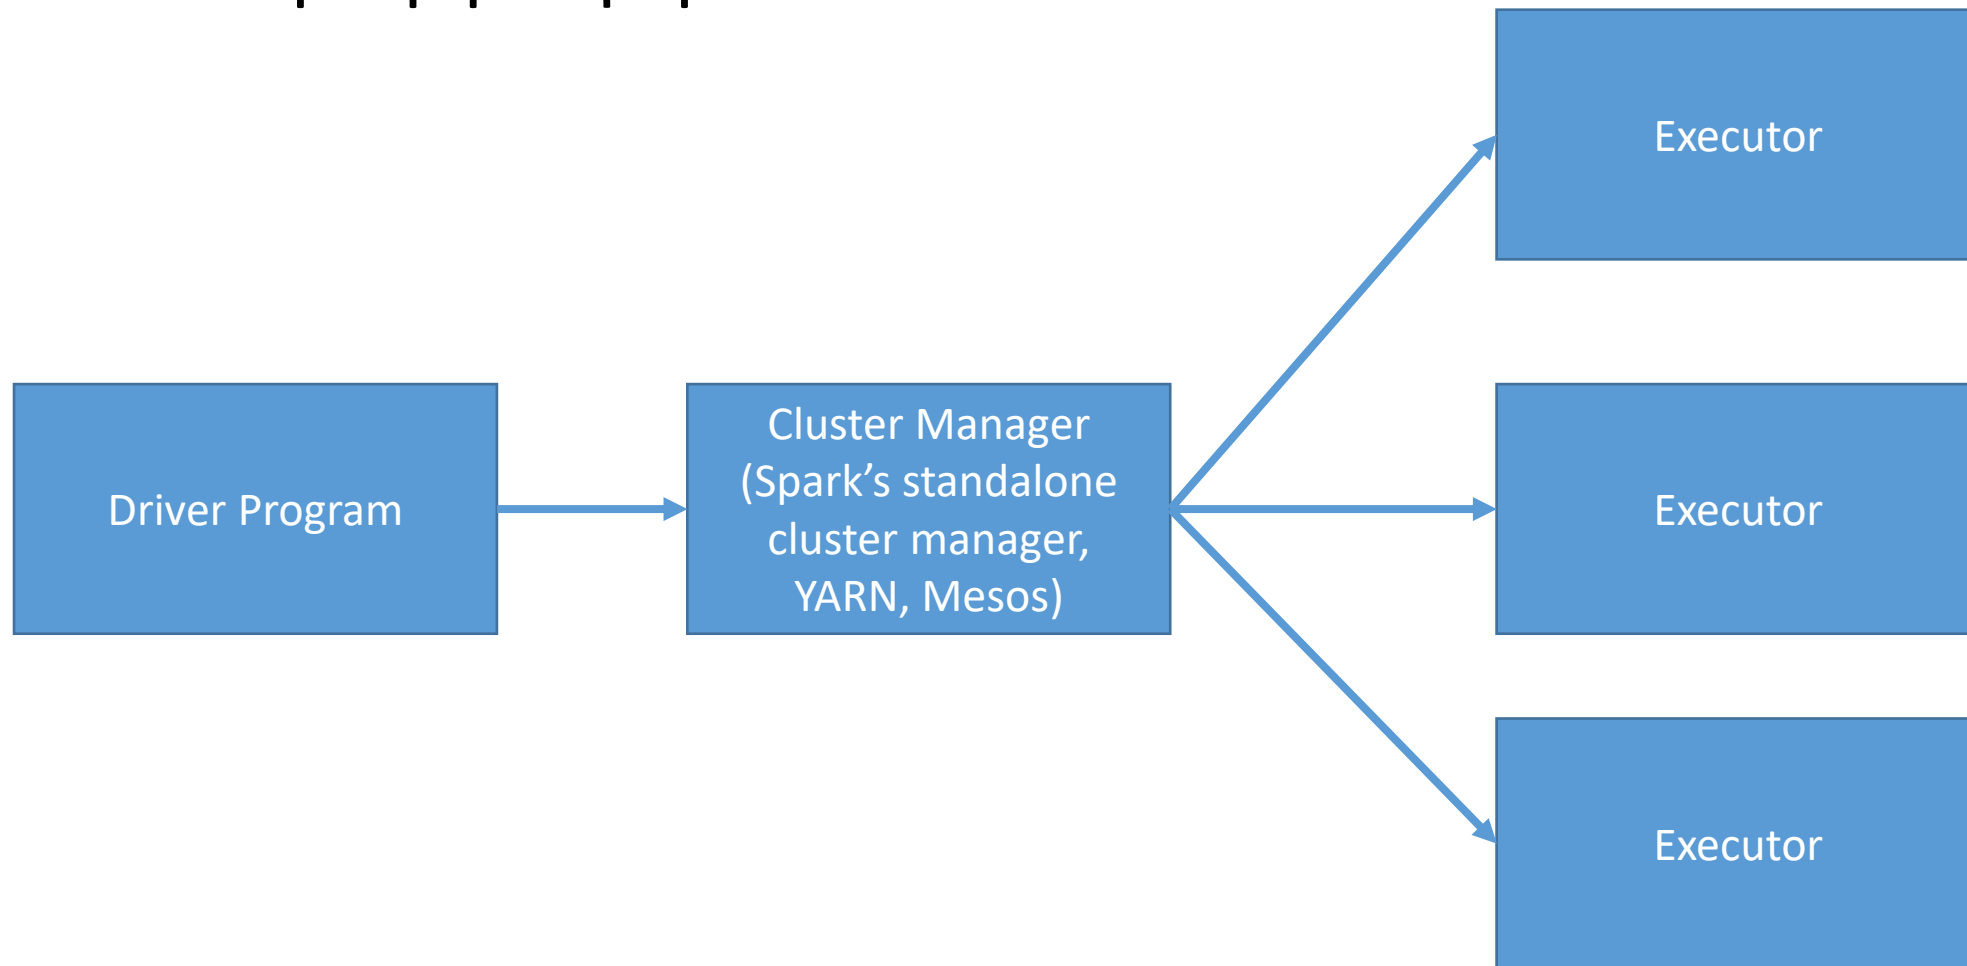 Driver Program
Cluster Manager
(Spark’s standalone
cluster manager,
YARN, Mesos)
Executor
Executor
Executor